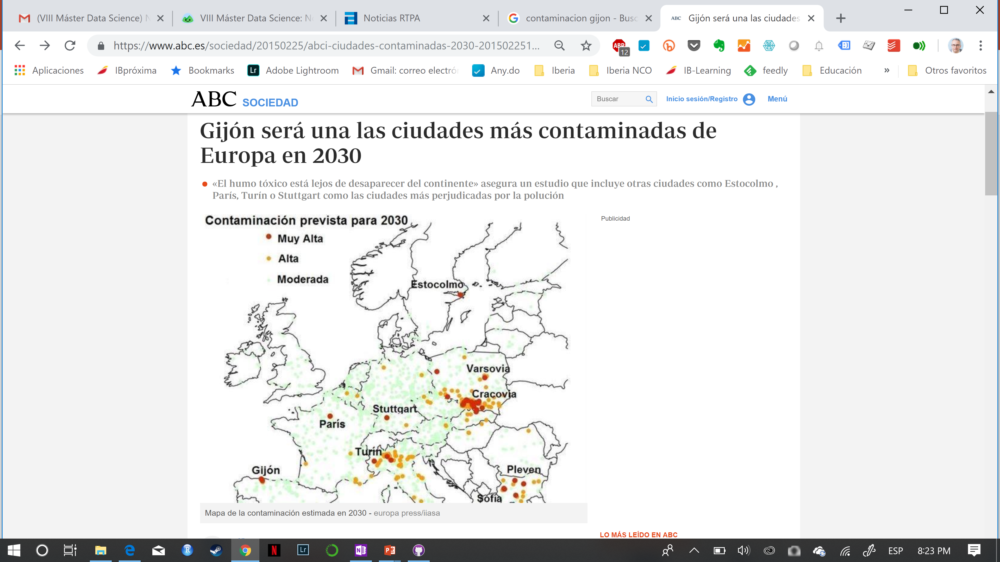 (VIII Máster Data Science) N
VIII Máster Data Science: No
Noticias RTPA
contaminacion gijon - Busc
ABC Gijón será una las ciudades
https://www.abc.es/sociedad/20150225/abci-ciudades-contaminadas-2030-201502251...
ABP
12
Aplicaciones
IBpróxima
Bookmarks
Lr Adobe Lightroom
Gmail: correo electró
Any.do
Iberia
Iberia NCO
IB-Learning
feedly
Educación
»
Otros favoritos
ABC SOCIEDAD
Buscar
Inicio sesión/Registro
Menú
Gijón será una las ciudades más contaminadas de
Europa en 2030
«El humo tóxico está lejos de desaparecer del continente» asegura un estudio que incluye otras ciudades como Estocolmo ,
París, Turín o Stuttgart como las ciudades más perjudicadas por la polución
Contaminación prevista para 2030
Muy Alta
Alta
Moderada
Publicidad
Estocolmo
Varsovia
Cracovia
Stuttgart
París
Turín
Gijón
Pleven
Sofía
Mapa de la contaminación estimada en 2030 - europa press/iiasa
LO MÁS LEÍDO EN ABC
ESP
8:23 PM